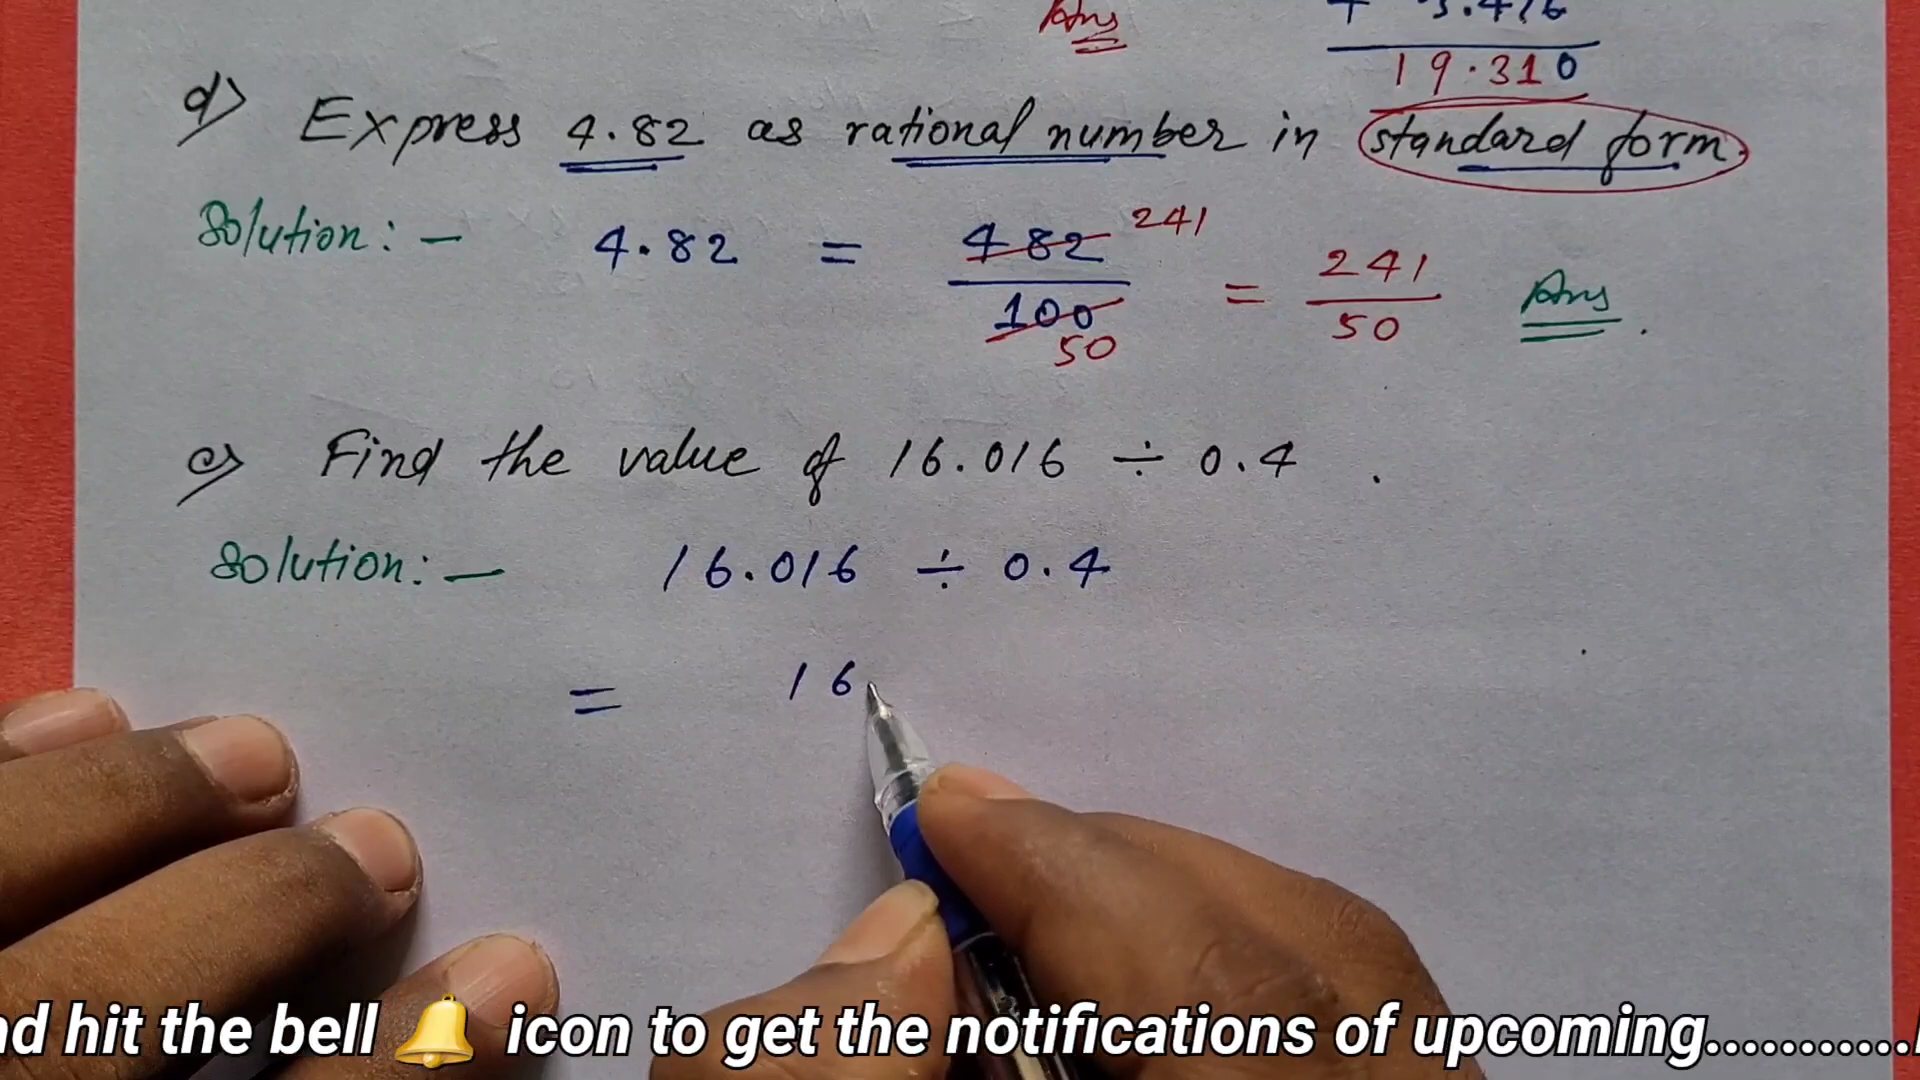 Ans
19.310
d) Express 4.82 as rational number in standard form.
Solution:- 4.82 = 482/100 241 50 = 241/50 Ans.
e) Find the value of 16.016 ÷ 0.4 .
Solution:- 16.016 ÷ 0.4
= 16
hit the bell 🔔 icon to get the notifications of upcoming...........